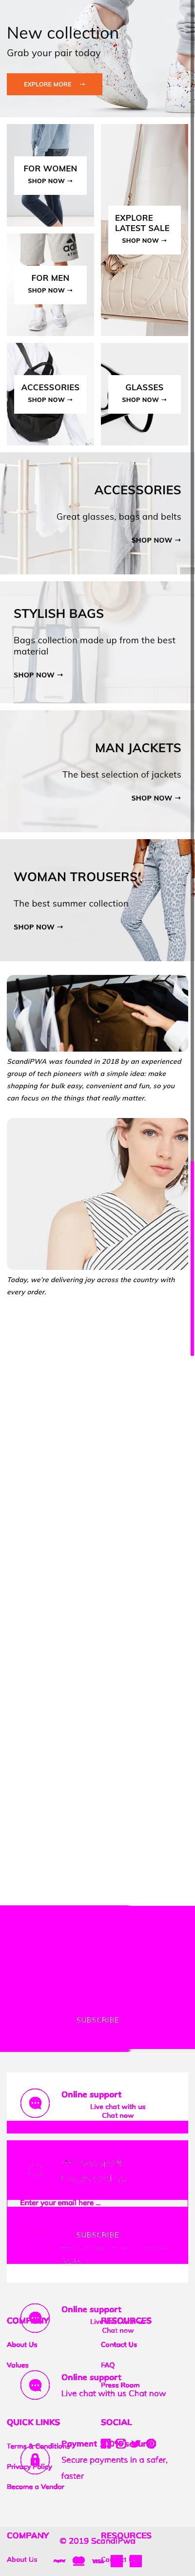 New collection
Grab your pair today
EXPLORE MORE →
FOR WOMEN
SHOP NOW →
EXPLORE
LATEST SALE
SHOP NOW →
FOR MEN
SHOP NOW →
ACCESSORIES
SHOP NOW →
GLASSES
SHOP NOW →
ACCESSORIES
Great glasses, bags and belts
SHOP NOW →
STYLISH BAGS
Bags collection made up from the best
material
SHOP NOW →
MAN JACKETS
The best selection of jackets
SHOP NOW →
WOMAN TROUSERS
The best summer collection
SHOP NOW →
ScandiPWA was founded in 2018 by an experienced
group of tech pioneers with a simple idea: make
shopping for bulk easy, convenient and fun, so you
can focus on the things that really matter.
Today, we're delivering joy across the country with
every order.
SUBSCRIBE
Online support
Live chat with us
Chat now
Enter your email here ...
SUBSCRIBE
Online support
Live chat with us
Chat now
COMPANY
RESOURCES
About Us
Contact Us
Values
FAQ
Online support
Press Room
Live chat with us Chat now
QUICK LINKS
SOCIAL
Terms & Conditions
Payment
Secure payments in a safer,
faster
Privacy Policy
Become a Vendor
COMPANY
RESOURCES
© 2019 ScandiPwa
About Us
PayPal
VISA